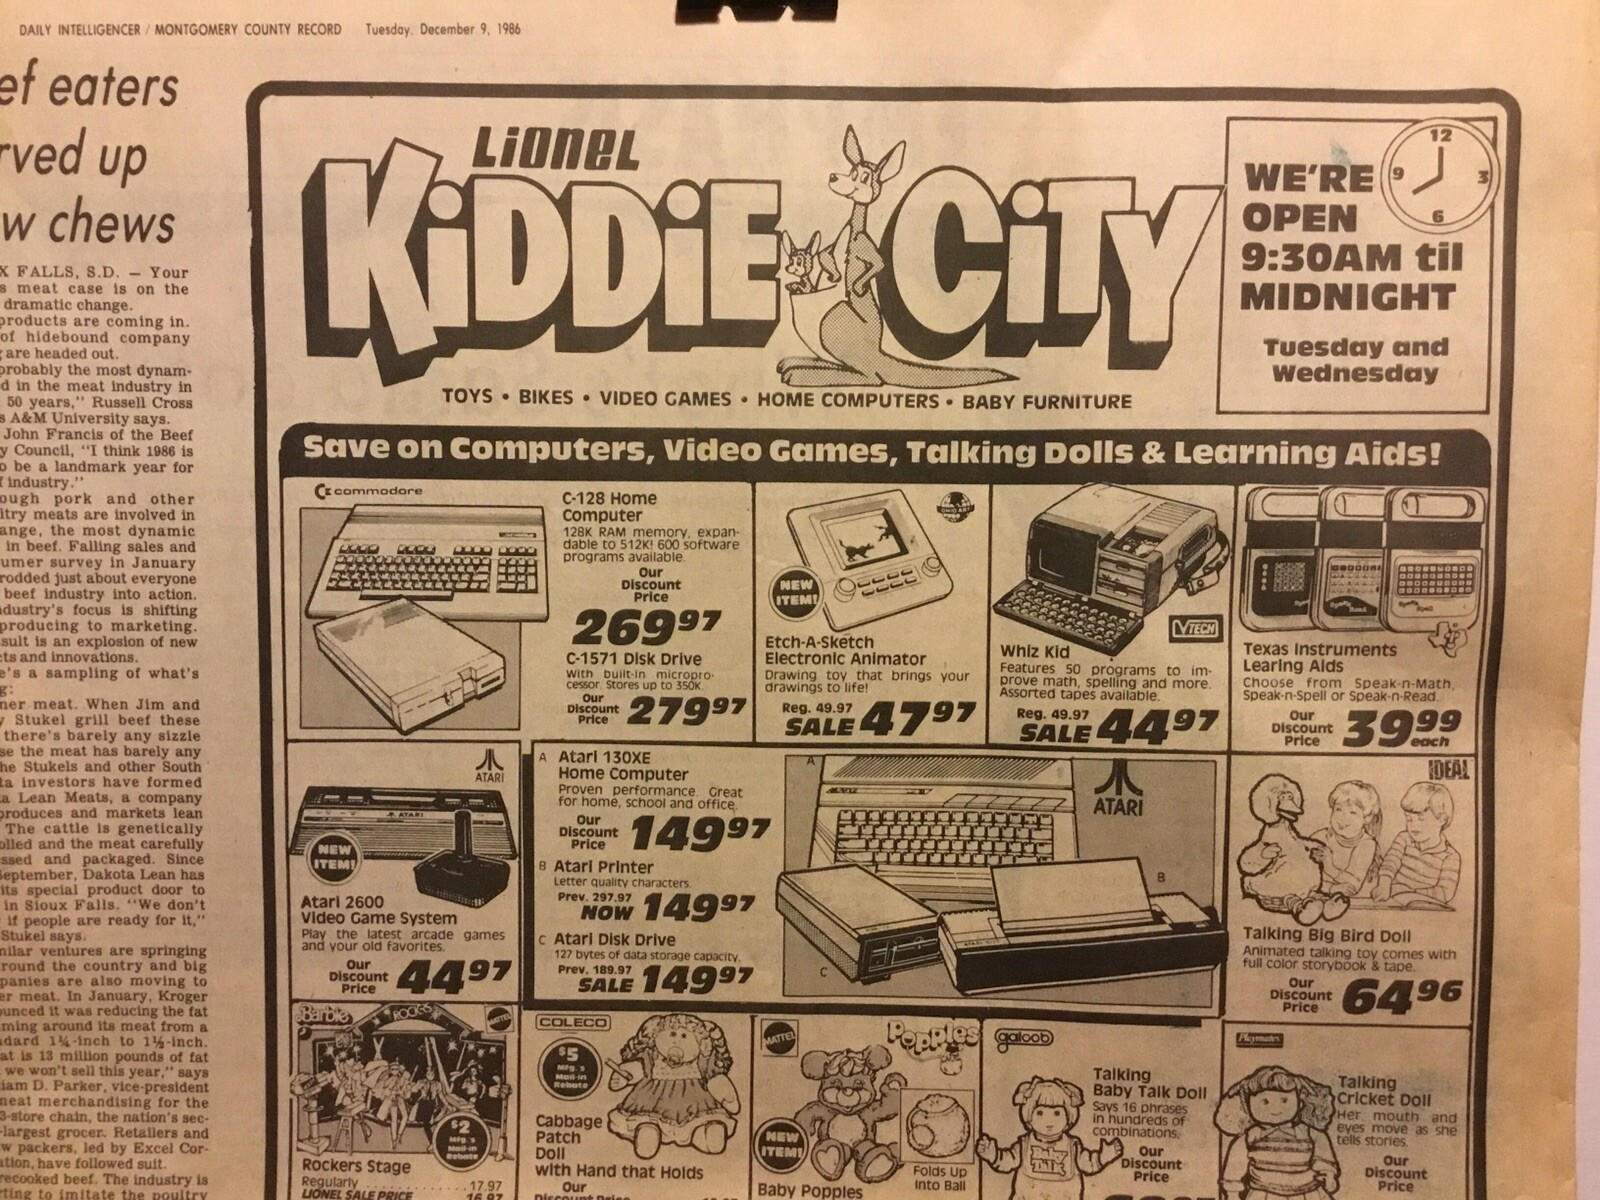 DAILY INTELLIGENCER / MONTGOMERY COUNTY RECORD Tuesday, December 9, 1986
ef eaters
rved up
w chews
X FALLS, S.D. — Your
s meat case is on the
dramatic change.
products are coming in.
of hidebound company
are headed out.
probably the most dynam-
d in the meat industry in
50 years," Russell Cross
s A&M University says.
John Francis of the Beef
y Council, "I think 1986 is
o be a landmark year for
f industry."
ough pork and other
ltry meats are involved in
ange, the most dynamic
in beef. Falling sales and
umer survey in January
rodded just about everyone
beef industry into action.
ndustry's focus is shifting
producing to marketing.
sult is an explosion of new
cts and innovations.
e's a sampling of what's
g:
ner meat. When Jim and
y Stukel grill beef these
there's barely any sizzle
se the meat has barely any
he Stukels and other South
ta investors have formed
a Lean Meats, a company
produces and markets lean
The cattle is genetically
olled and the meat carefully
ssed and packaged. Since
September, Dakota Lean has
its special product door to
in Sioux Falls. "We don't
if people are ready for it,"
Stukel says.
milar ventures are springing
round the country and big
panies are also moving to
er meat. In January, Kroger
ounced it was reducing the fat
ming around its meat from a
ndard 1¼-inch to 1½-inch.
at is 13 million pounds of fat
we won't sell this year," says
iam D. Parker, vice-president
meat merchandising for the
3-store chain, the nation's sec-
-largest grocer. Retailers and
w packers, led by Excel Cor-
ation, have followed suit.
recooked beef. The industry is
rting to imitate the poultry
LIONEL
KiDDiE CiTY
TOYS • BIKES • VIDEO GAMES • HOME COMPUTERS • BABY FURNITURE
12
9 3
6
WE'RE
OPEN
9:30AM til
MIDNIGHT
Tuesday and
Wednesday
Save on Computers, Video Games, Talking Dolls & Learning Aids!
commodore
C-128 Home
Computer
128K RAM memory, expan-
dable to 512K! 600 software
programs available.
Our
Discount
Price
269 97
C-1571 Disk Drive
With built-in micropro-
cessor. Stores up to 350K.
Our
Discount
Price 279 97
OHIO ART
NEW
ITEM!
Etch-A-Sketch
Electronic Animator
Drawing toy that brings your
drawings to life!
Reg. 49.97
SALE 47 97
VTECH
Whiz Kid
Features 50 programs to im-
prove math, spelling and more.
Assorted tapes available.
Reg. 49.97
SALE 44 97
Texas Instruments
Learing Aids
Choose from Speak-n-Math,
Speak-n-Spell or Speak-n-Read.
Our
Discount
Price 39 99 each
ATARI
ATARI
NEW
ITEM!
Atari 2600
Video Game System
Play the latest arcade games
and your old favorites.
Our
Discount
Price 44 97
A Atari 130XE
Home Computer
Proven performance. Great
for home, school and office.
Our
Discount
Price 149 97
B Atari Printer
Letter quality characters.
Prev. 297.97
NOW 149 97
C Atari Disk Drive
127 bytes of data storage capacity.
Prev. 189.97
SALE 149 97
A
ATARI
B
C
IDEAL
Talking Big Bird Doll
Animated talking toy comes with
full color storybook & tape.
Our
Discount
Price 64 96
Barbie
ROCKERS
MATTEL
$2
Mfg.'s
Mail-in
Rebate
Rockers Stage
Regularly . . . . . . . . . . 17.97
LIONEL SALE PRICE 16.97
COLECO
$5
Mfg.'s
Mail-in
Rebate
Cabbage
Patch
Doll
with Hand that Holds
Our
Discount Price
MATTEL
Popples
NEW
ITEM!
Folds Up
Into Ball
Baby Popples
galoob
Talking
Baby Talk Doll
Says 16 phrases
in hundreds of
combinations.
Our
Discount
Price
BABY
TALK
Playmates
Talking
Cricket Doll
Her mouth and
eyes move as she
tells stories.
Our
Discount
Price